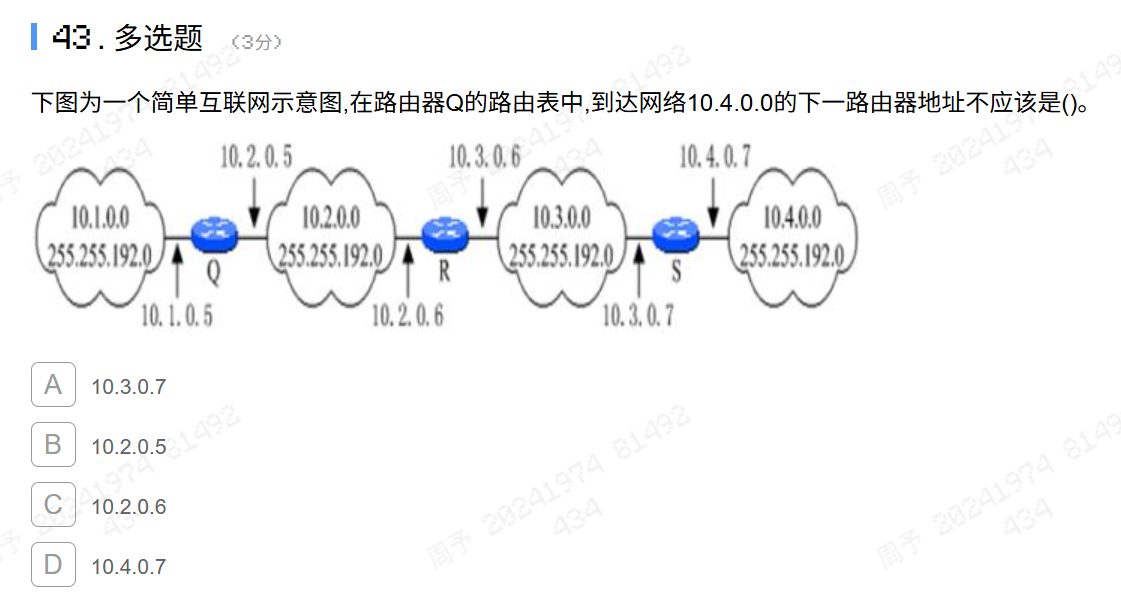 43. 多选题 (3分)
下图为一个简单互联网示意图,在路由器Q的路由表中,到达网络10.4.0.0的下一路由器地址不应该是()。
10.2.0.5 10.3.0.6 10.4.0.7
10.1.0.0 10.2.0.0 10.3.0.0 10.4.0.0
255.255.192.0 255.255.192.0 255.255.192.0 255.255.192.0
Q R S
10.1.0.5 10.2.0.6 10.3.0.7
A 10.3.0.7
B 10.2.0.5
C 10.2.0.6
D 10.4.0.7
周予 20241974 81492
434